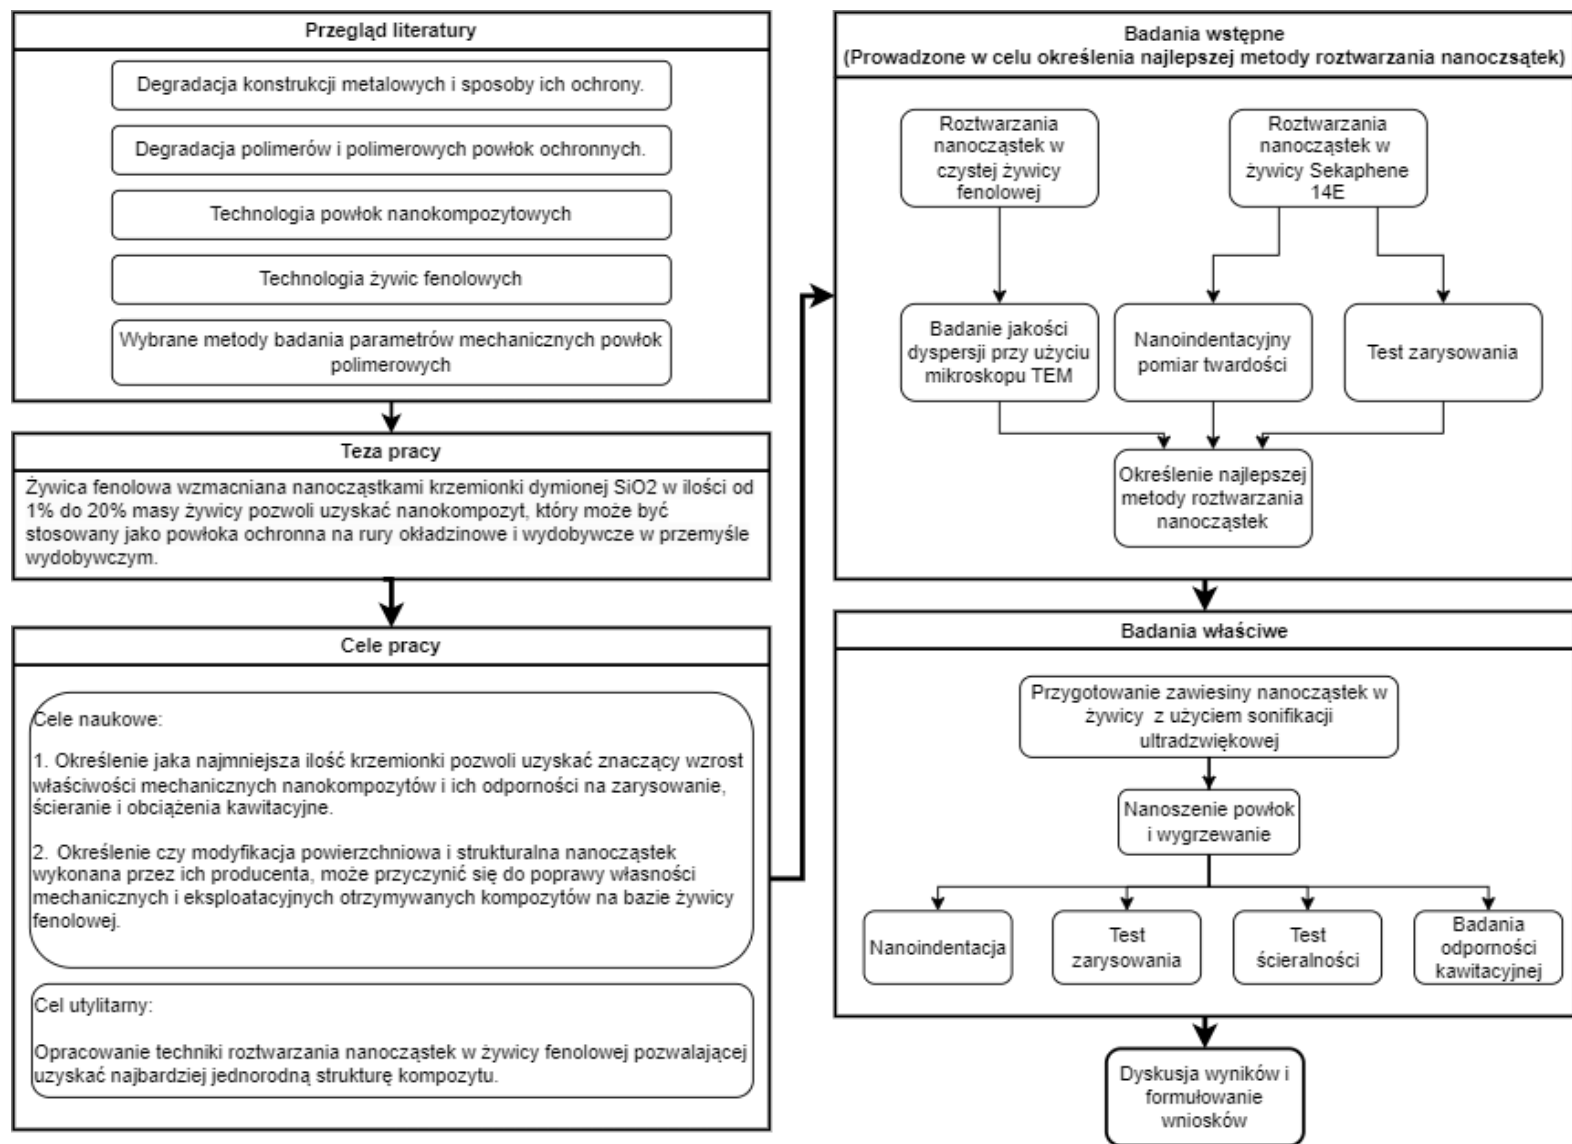 Przegląd literatury
Degradacja konstrukcji metalowych i sposoby ich ochrony.
Degradacja polimerów i polimerowych powłok ochronnych.
Technologia powłok nanokompozytowych
Technologia żywic fenolowych
Wybrane metody badania parametrów mechanicznych powłok
polimerowych
Teza pracy
Żywica fenolowa wzmacniana nanocząstkami krzemionki dymionej SiO2 w ilości od
1% do 20% masy żywicy pozwoli uzyskać nanokompozyt, który może być
stosowany jako powłoka ochronna na rury okładzinowe i wydobywcze w przemyśle
wydobywczym.
Cele pracy
Cele naukowe:
1. Określenie jaka najmniejsza ilość krzemionki pozwoli uzyskać znaczący wzrost
właściwości mechanicznych nanokompozytów i ich odporności na zarysowanie,
ścieranie i obciążenia kawitacyjne.
2. Określenie czy modyfikacja powierzchniowa i strukturalna nanocząstek
wykonana przez ich producenta, może przyczynić się do poprawy własności
mechanicznych i eksploatacyjnych otrzymywanych kompozytów na bazie żywicy
fenolowej.
Cel utylitarny:
Opracowanie techniki roztwarzania nanocząstek w żywicy fenolowej pozwalającej
uzyskać najbardziej jednorodną strukturę kompozytu.
Badania wstępne
(Prowadzone w celu określenia najlepszej metody roztwarzania nanoczsątek)
Roztwarzania
nanocząstek w
czystej żywicy
fenolowej
Roztwarzania
nanocząstek w
żywicy Sekaphene
14E
Badanie jakości
dyspersji przy użyciu
mikroskopu TEM
Nanoindentacyjny
pomiar twardości
Test zarysowania
Określenie najlepszej
metody roztwarzania
nanocząstek
Badania właściwe
Przygotowanie zawiesiny nanocząstek w
żywicy z użyciem sonifikacji
ultradzwiękowej
Nanoszenie powłok
i wygrzewanie
Nanoindentacja
Test
zarysowania
Test
ścieralności
Badania
odporności
kawitacyjnej
Dyskusja wyników i
formułowanie
wniosków